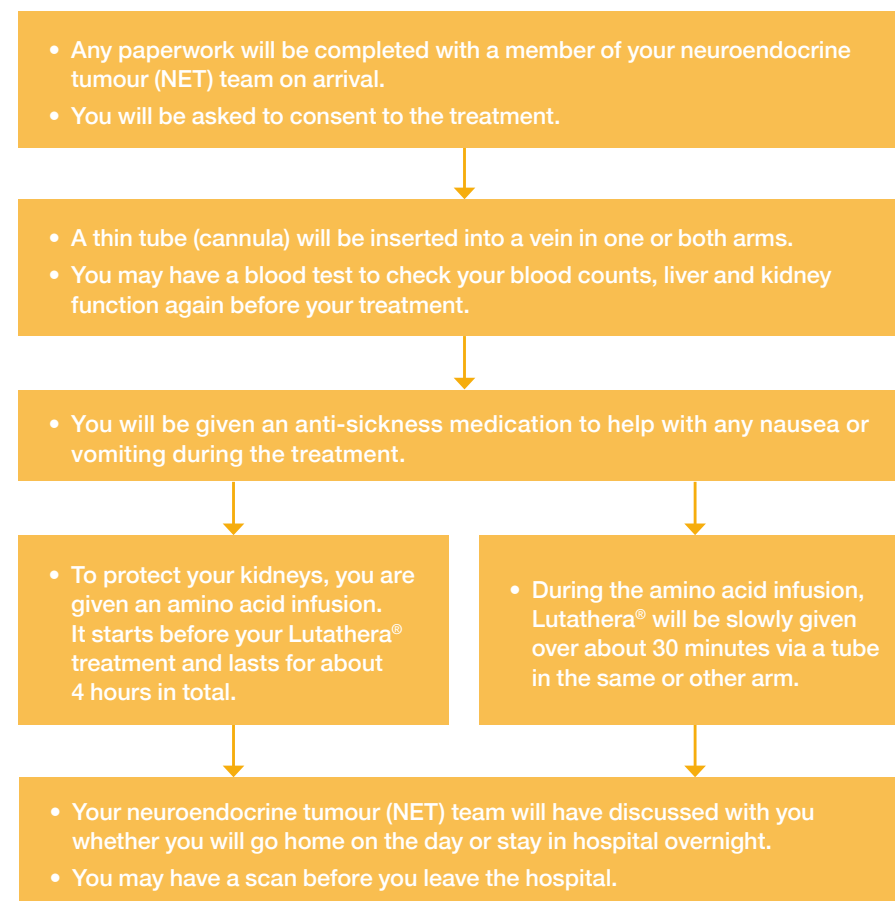 • Any paperwork will be completed with a member of your neuroendocrine
tumour (NET) team on arrival.
• You will be asked to consent to the treatment.
• A thin tube (cannula) will be inserted into a vein in one or both arms.
• You may have a blood test to check your blood counts, liver and kidney
function again before your treatment.
• You will be given an anti-sickness medication to help with any nausea or
vomiting during the treatment.
• To protect your kidneys, you are
given an amino acid infusion.
It starts before your Lutathera®
treatment and lasts for about
4 hours in total.
• During the amino acid infusion,
Lutathera® will be slowly given
over about 30 minutes via a tube
in the same or other arm.
• Your neuroendocrine tumour (NET) team will have discussed with you
whether you will go home on the day or stay in hospital overnight.
• You may have a scan before you leave the hospital.